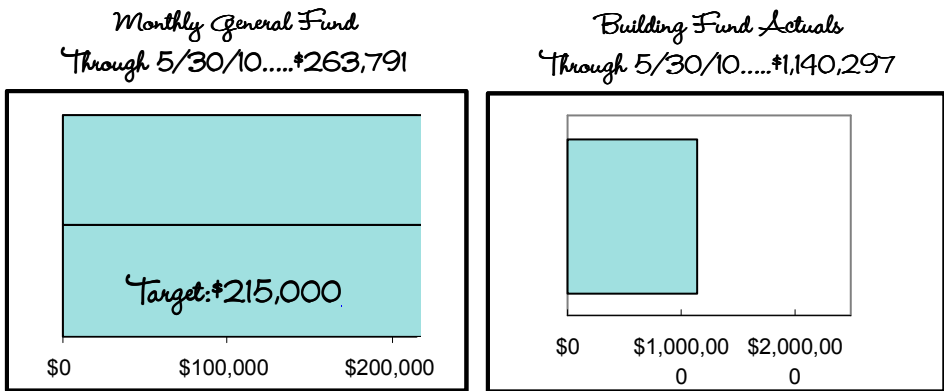 Monthly General Fund
Through 5/30/10.....$263,791
Target:$215,000
$0 $100,000 $200,000
Building Fund Actuals
Through 5/30/10.....$1,140,297
$0 $1,000,00 $2,000,00
0 0